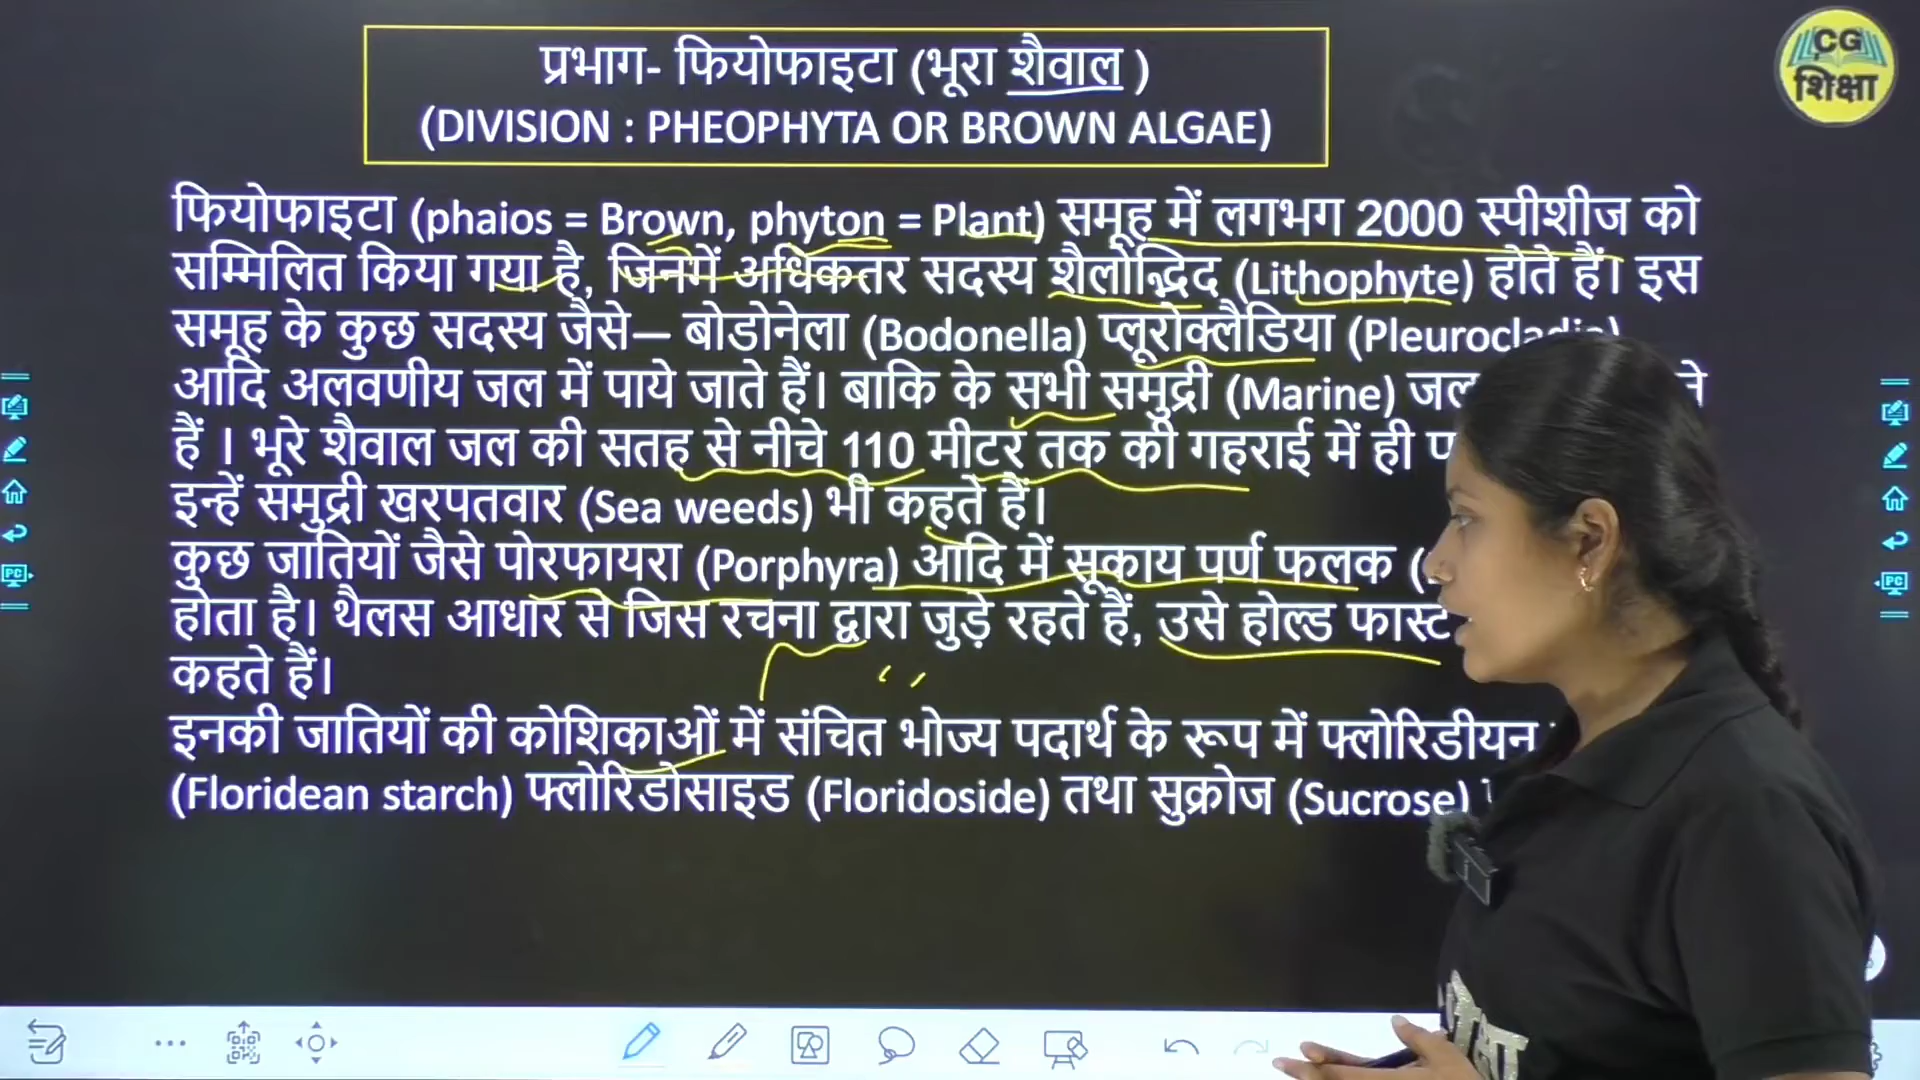 प्रभाग- फियोफाइटा (भूरा शैवाल )
(DIVISION : PHEOPHYTA OR BROWN ALGAE)
CG
शिक्षा
फियोफाइटा (phaios = Brown, phyton = Plant) समूह में लगभग 2000 स्पीशीज को
सम्मिलित किया गया है, जिनमें अधिकतर सदस्य शैलोद्भिद (Lithophyte) होते हैं। इस
समूह के कुछ सदस्य जैसे— बोडोनेला (Bodonella) प्लूरोक्लैडिया (Pleurocladia)
आदि अलवणीय जल में पाये जाते हैं। बाकि के सभी समुद्री (Marine)
हैं । भूरे शैवाल जल की सतह से नीचे 110 मीटर तक की गहराई में ही
इन्हें समुद्री खरपतवार (Sea weeds) भी कहते हैं।
कुछ जातियों जैसे पोरफायरा (Porphyra) आदि में सूकाय पर्ण फलक
होता है। थैलस आधार से जिस रचना द्वारा जुड़े रहते हैं, उसे होल्ड फास्ट
कहते हैं।
इनकी जातियों की कोशिकाओं में संचित भोज्य पदार्थ के रूप में फ्लोरिडीयन
(Floridean starch) फ्लोरिडोसाइड (Floridoside) तथा सुक्रोज (Sucrose)